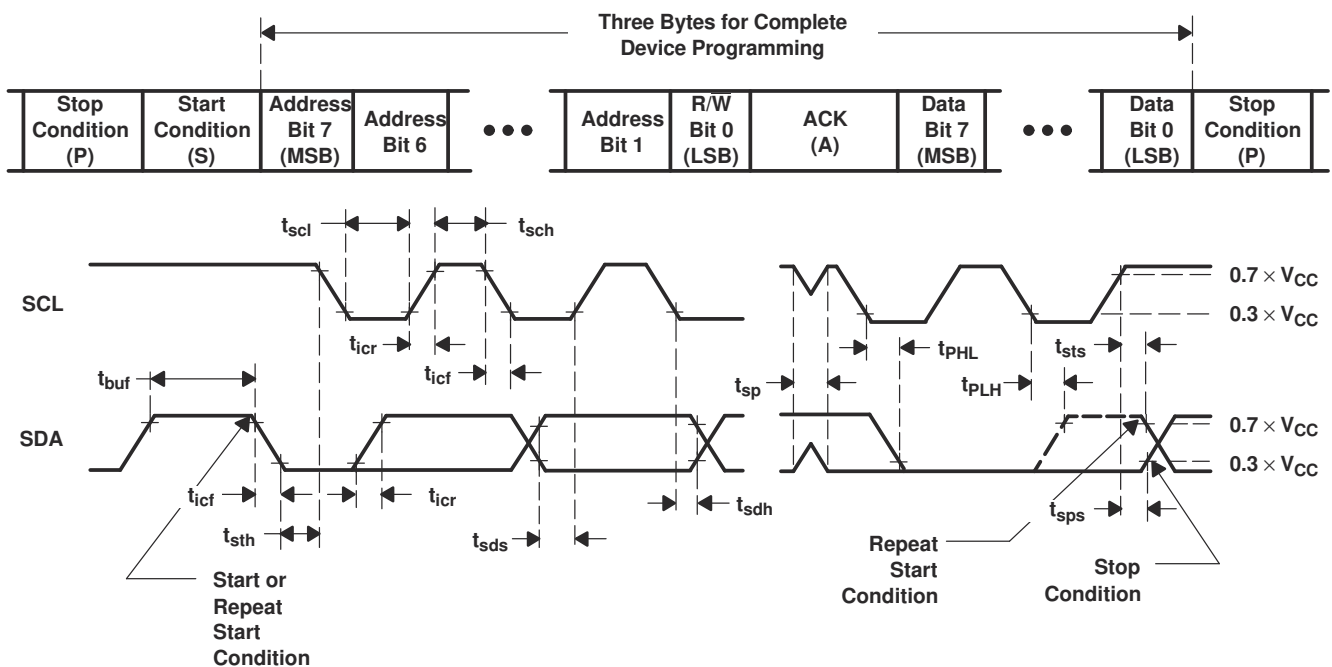 Three Bytes for Complete
Device Programming
Stop
Condition
(P)
Start
Condition
(S)
Address
Bit 7
(MSB)
Address
Bit 6
•••
Address
Bit 1
R/W̅
Bit 0
(LSB)
ACK
(A)
Data
Bit 7
(MSB)
•••
Data
Bit 0
(LSB)
Stop
Condition
(P)
tscl
tsch
SCL
0.7 × VCC
0.3 × VCC
ticr
ticf
tPHL
tsts
tbuf
tsp
tPLH
SDA
0.7 × VCC
0.3 × VCC
ticf
ticr
tsth
tsds
tsdh
tsps
Start or
Repeat
Start
Condition
Repeat
Start
Condition
Stop
Condition